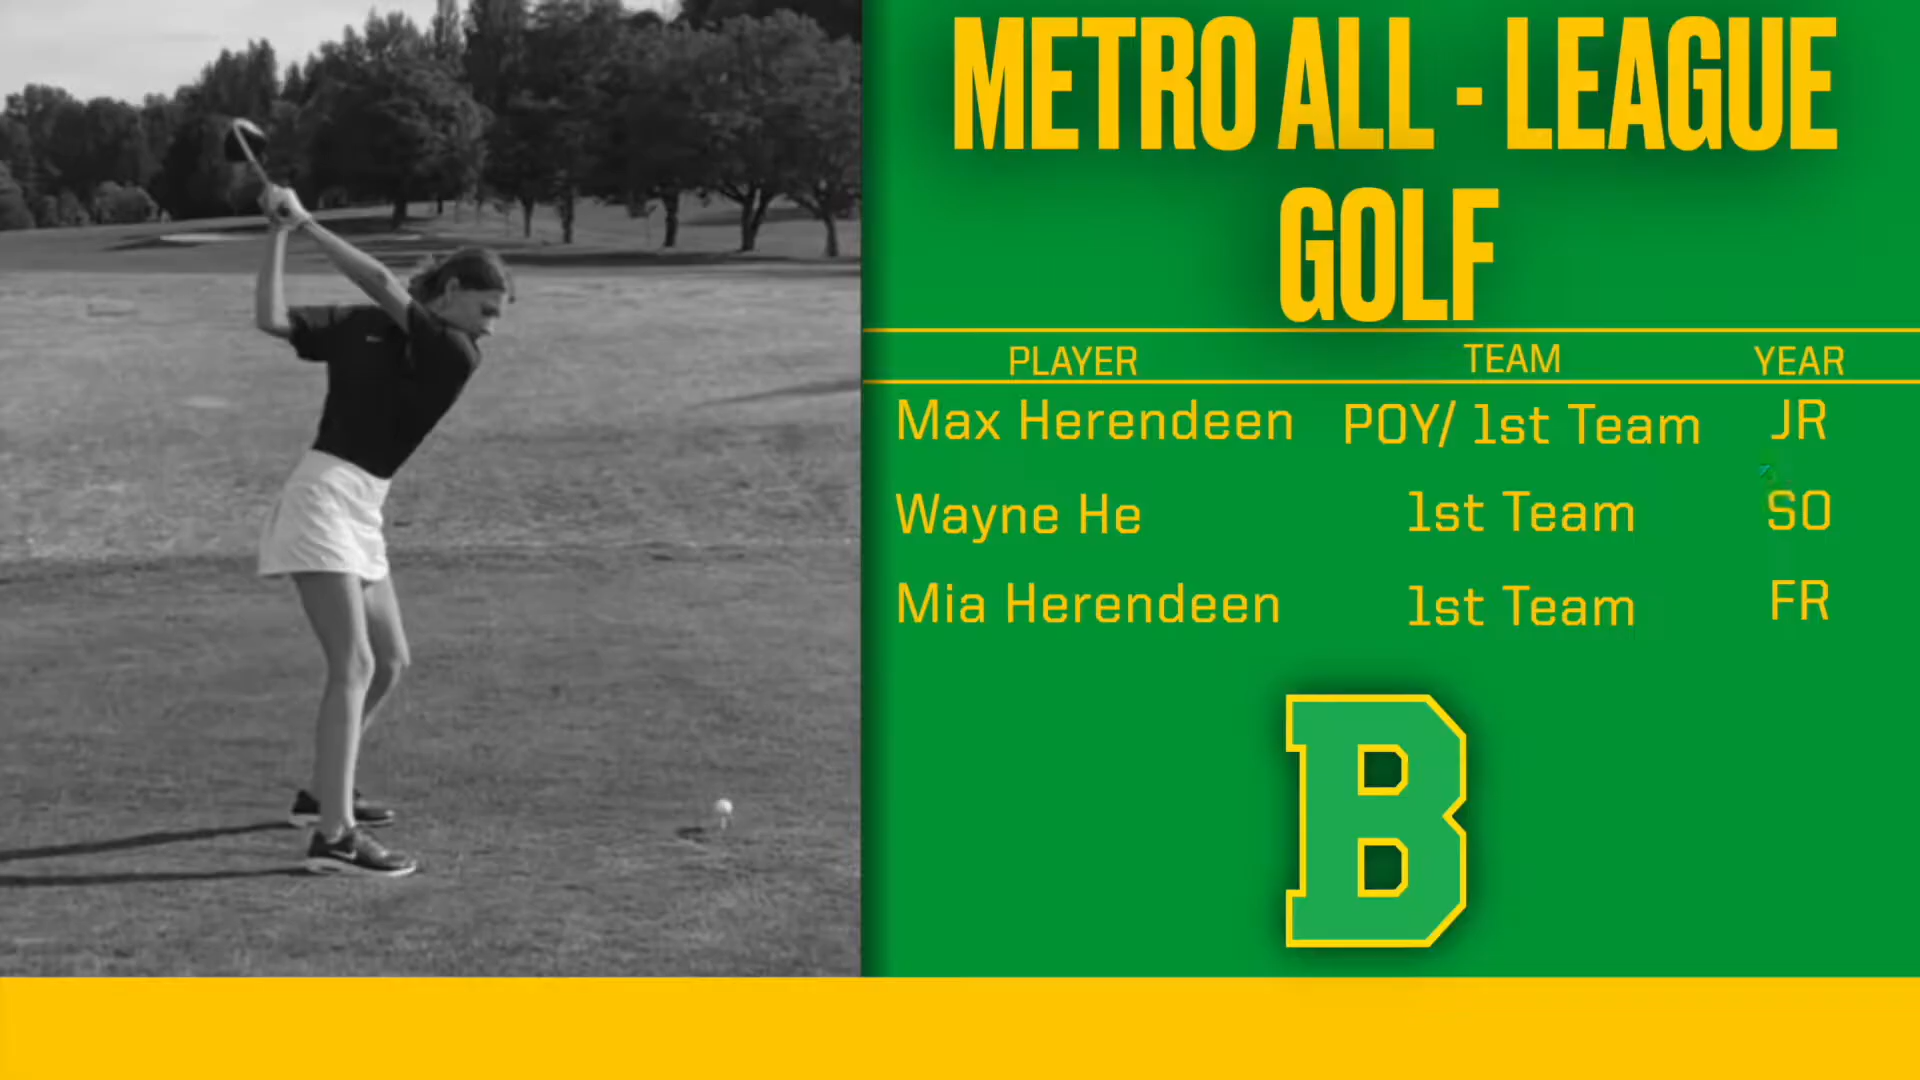 METRO ALL - LEAGUE
GOLF
PLAYER TEAM YEAR
Max Herendeen POY/ 1st Team JR
Wayne He 1st Team SO
Mia Herendeen 1st Team FR
B